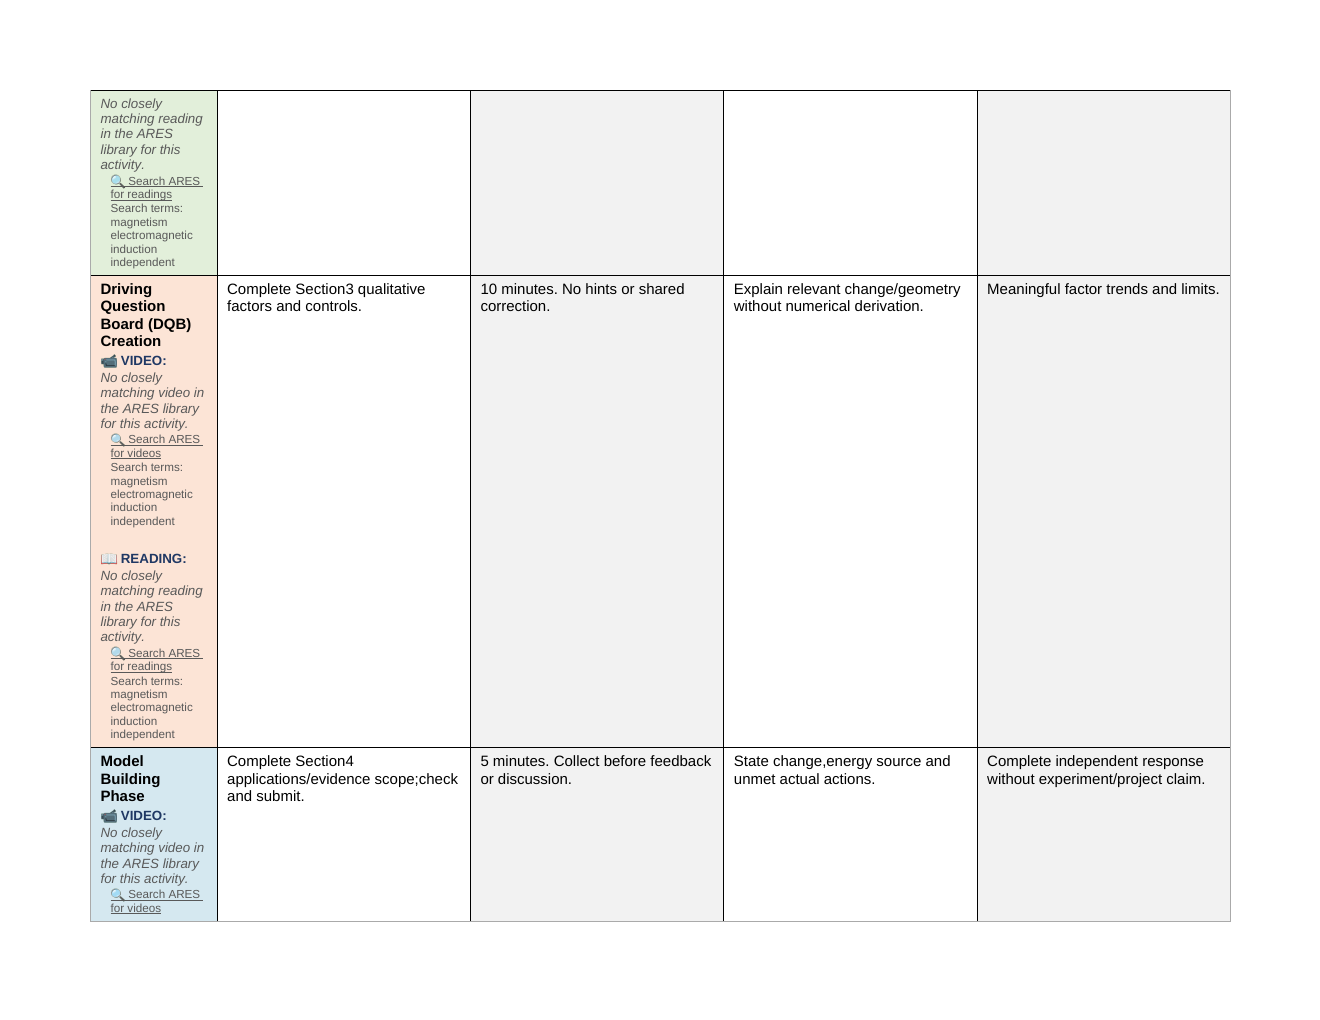 No closely
matching reading
in the ARES
library for this
activity.
🔍 Search ARES
for readings
Search terms:
magnetism
electromagnetic
induction
independent
Driving
Question
Board (DQB)
Creation
📹 VIDEO:
No closely
matching video in
the ARES library
for this activity.
🔍 Search ARES
for videos
Search terms:
magnetism
electromagnetic
induction
independent
📖 READING:
No closely
matching reading
in the ARES
library for this
activity.
🔍 Search ARES
for readings
Search terms:
magnetism
electromagnetic
induction
independent
Complete Section3 qualitative
factors and controls.
10 minutes. No hints or shared
correction.
Explain relevant change/geometry
without numerical derivation.
Meaningful factor trends and limits.
Model
Building
Phase
📹 VIDEO:
No closely
matching video in
the ARES library
for this activity.
🔍 Search ARES
for videos
Complete Section4
applications/evidence scope;check
and submit.
5 minutes. Collect before feedback
or discussion.
State change,energy source and
unmet actual actions.
Complete independent response
without experiment/project claim.